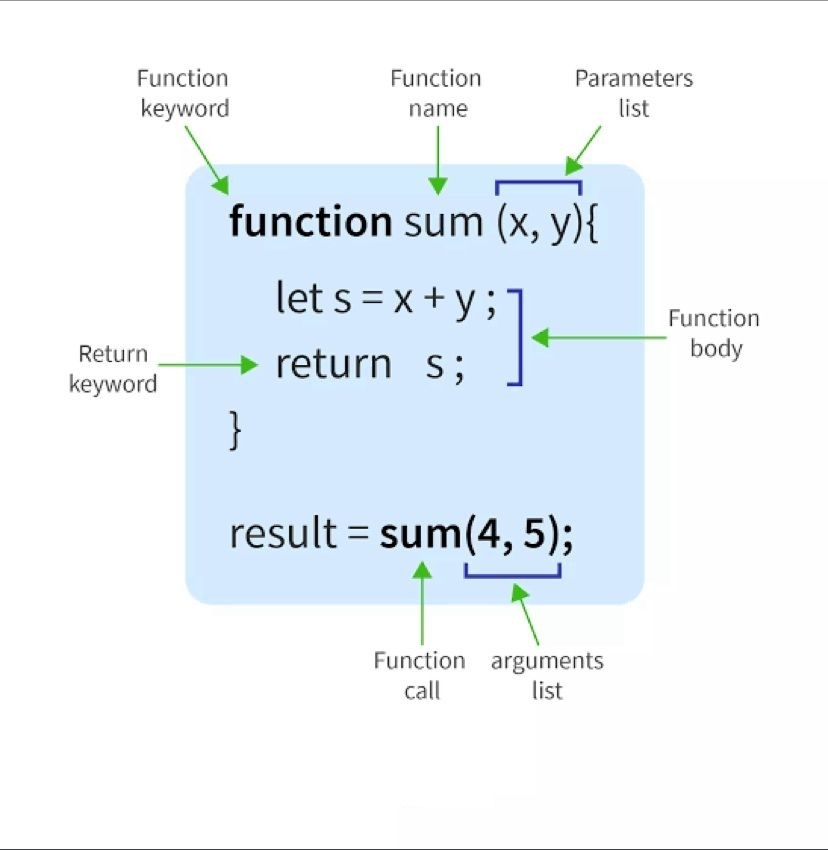 Function
keyword
Function
name
Parameters
list
function sum (x, y){
let s = x + y ;
return s ;
}
Function
body
Return
keyword
result = sum(4, 5);
Function
call
arguments
list